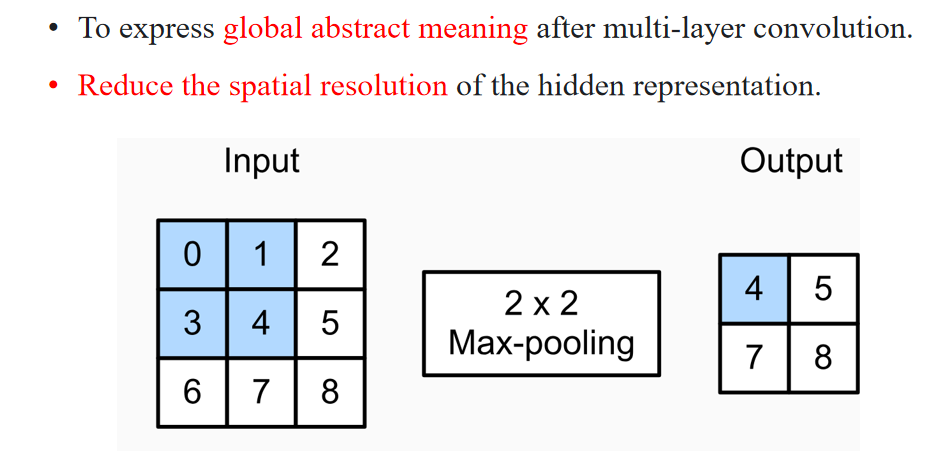 • To express global abstract meaning after multi-layer convolution.
• Reduce the spatial resolution of the hidden representation.
Input
Output
0 1 2
3 4 5
6 7 8
2 x 2
Max-pooling
4 5
7 8